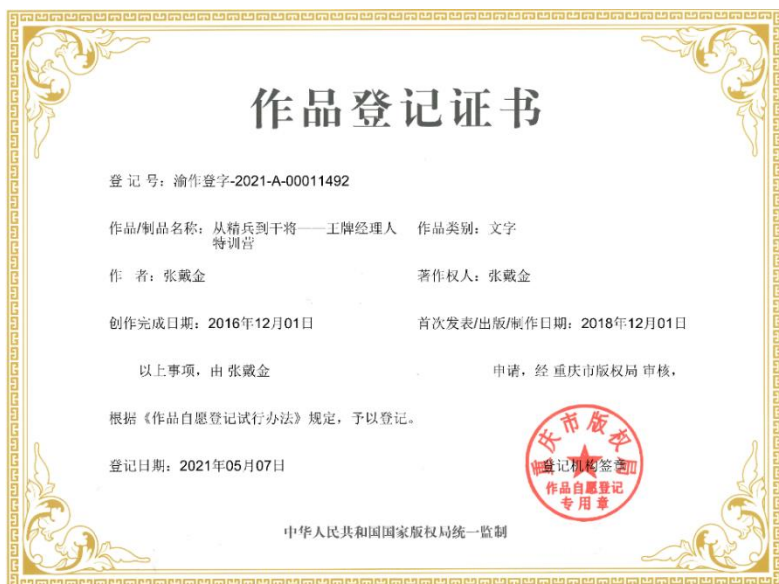 作品登记证书
登 记 号：渝作登字-2021-A-00011492
作品/制品名称：从精兵到干将——王牌经理人 作品类别：文字
特训营
作 者：张戴金 著作权人：张戴金
创作完成日期：2016年12月01日 首次发表/出版/制作日期：2018年12月01日
以上事项，由 张戴金 申请，经 重庆市版权局 审核，
根据《作品自愿登记试行办法》规定，予以登记。
登记日期：2021年05月07日 登记机构签章
重庆市版权局
作品自愿登记
专用章
中华人民共和国国家版权局统一监制